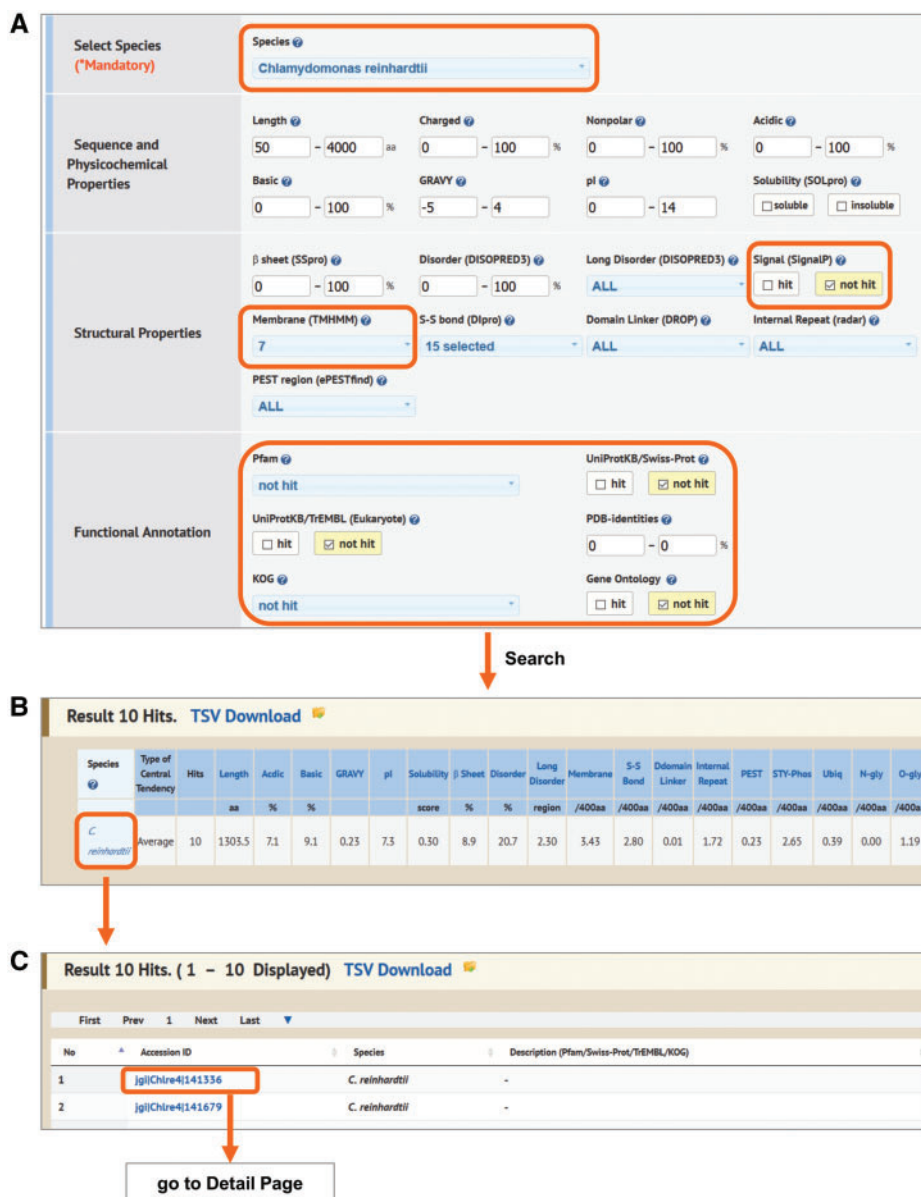 A
Select Species
(*Mandatory)
Species
Chlamydomonas reinhardtii
Sequence and
Physicochemical
Properties
Length Charged Nonpolar Acidic
50 – 4000 aa 0 – 100 % 0 – 100 % 0 – 100 %
Basic GRAVY pI Solubility (SOLpro)
0 – 100 % -5 – 4 0 – 14 soluble insoluble
Structural Properties
β sheet (SSpro) Disorder (DISOPRED3) Long Disorder (DISOPRED3) Signal (SignalP)
0 – 100 % 0 – 100 % ALL hit not hit
Membrane (TMHMM) S-S bond (DIpro) Domain Linker (DROP) Internal Repeat (radar)
7 15 selected ALL ALL
PEST region (ePESTfind)
ALL
Functional Annotation
Pfam UniProtKB/Swiss-Prot
not hit hit not hit
UniProtKB/TrEMBL (Eukaryote) PDB-identities
hit not hit 0 – 0 %
KOG Gene Ontology
not hit hit not hit
Search
B
Result 10 Hits. TSV Download
Species Type of Central Tendency Hits Length Acdic Basic GRAVY pI Solubility β Sheet Disorder Long Disorder Membrane S-S Bond Ddomain Linker Internal Repeat PEST STY-Phos Ubiq N-gly O-gly
aa % % score % % region /400aa /400aa /400aa /400aa /400aa /400aa /400aa /400aa /400a
C. reinhardtii Average 10 1303.5 7.1 9.1 0.23 7.3 0.30 8.9 20.7 2.30 3.43 2.80 0.01 1.72 0.23 2.65 0.39 0.00 1.19
C
Result 10 Hits. ( 1 – 10 Displayed) TSV Download
First Prev 1 Next Last
No Accession ID Species Description (Pfam/Swiss-Prot/TrEMBL/KOG)
1 jgi|Chlre4|141336 C. reinhardtii -
2 jgi|Chlre4|141679 C. reinhardtii -
go to Detail Page